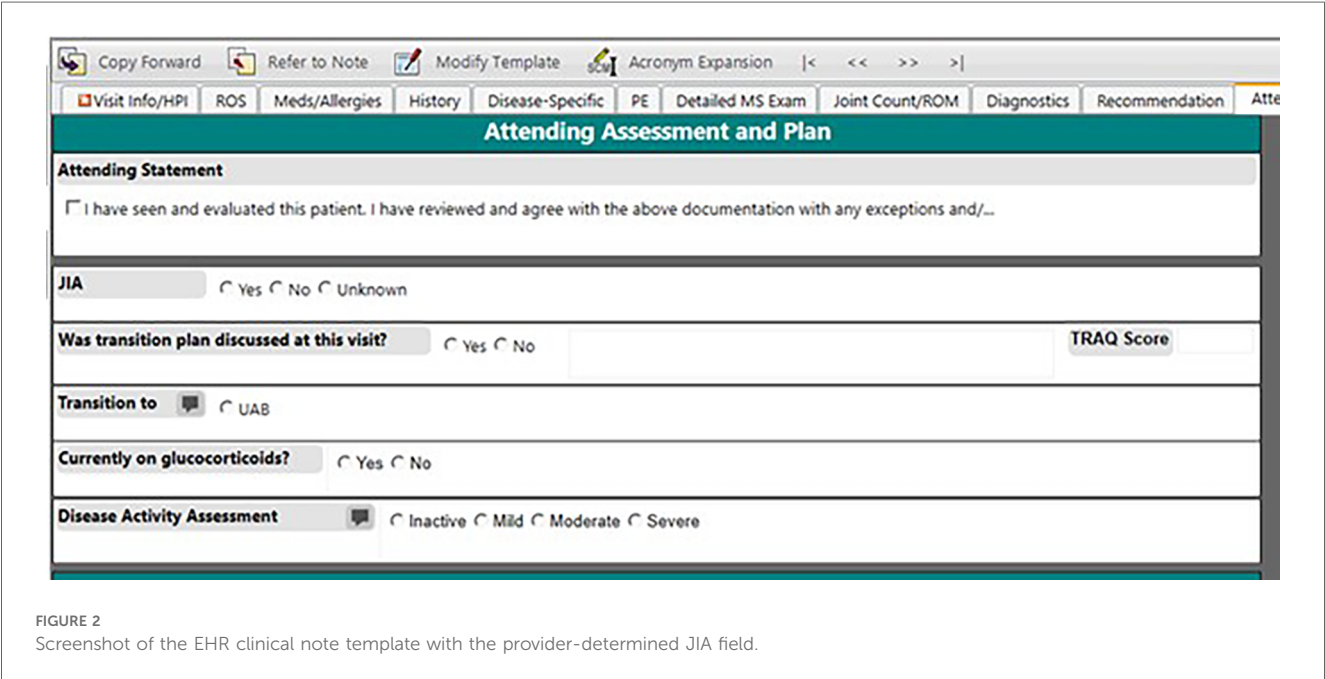 Copy Forward Refer to Note Modify Template SCM Acronym Expansion |< << >> >|
Visit Info/HPI ROS Meds/Allergies History Disease-Specific PE Detailed MS Exam Joint Count/ROM Diagnostics Recommendation Atte
Attending Assessment and Plan
Attending Statement
I have seen and evaluated this patient. I have reviewed and agree with the above documentation with any exceptions and/...
JIA Yes No Unknown
Was transition plan discussed at this visit? Yes No TRAQ Score
Transition to UAB
Currently on glucocorticoids? Yes No
Disease Activity Assessment Inactive Mild Moderate Severe
FIGURE 2
Screenshot of the EHR clinical note template with the provider-determined JIA field.